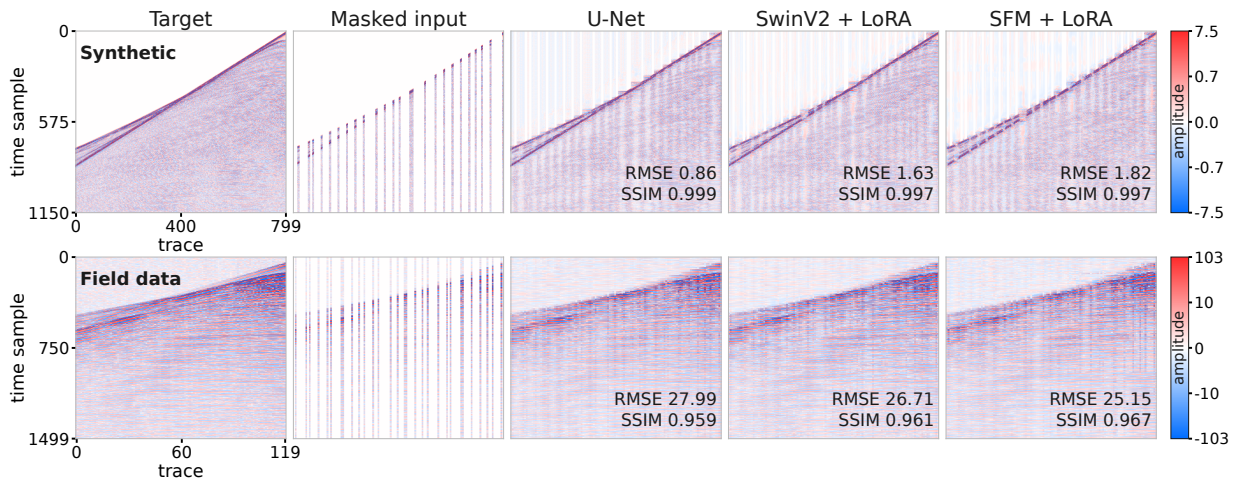 Target Masked input U-Net SwinV2 + LoRA SFM + LoRA
Synthetic
time sample
0
575
1150
0 400 799
trace
RMSE 0.86
SSIM 0.999
RMSE 1.63
SSIM 0.997
RMSE 1.82
SSIM 0.997
7.5
0.7
0.0
-0.7
-7.5
amplitude
Field data
time sample
0
750
1499
0 60 119
trace
RMSE 27.99
SSIM 0.959
RMSE 26.71
SSIM 0.961
RMSE 25.15
SSIM 0.967
103
10
0
-10
-103
amplitude